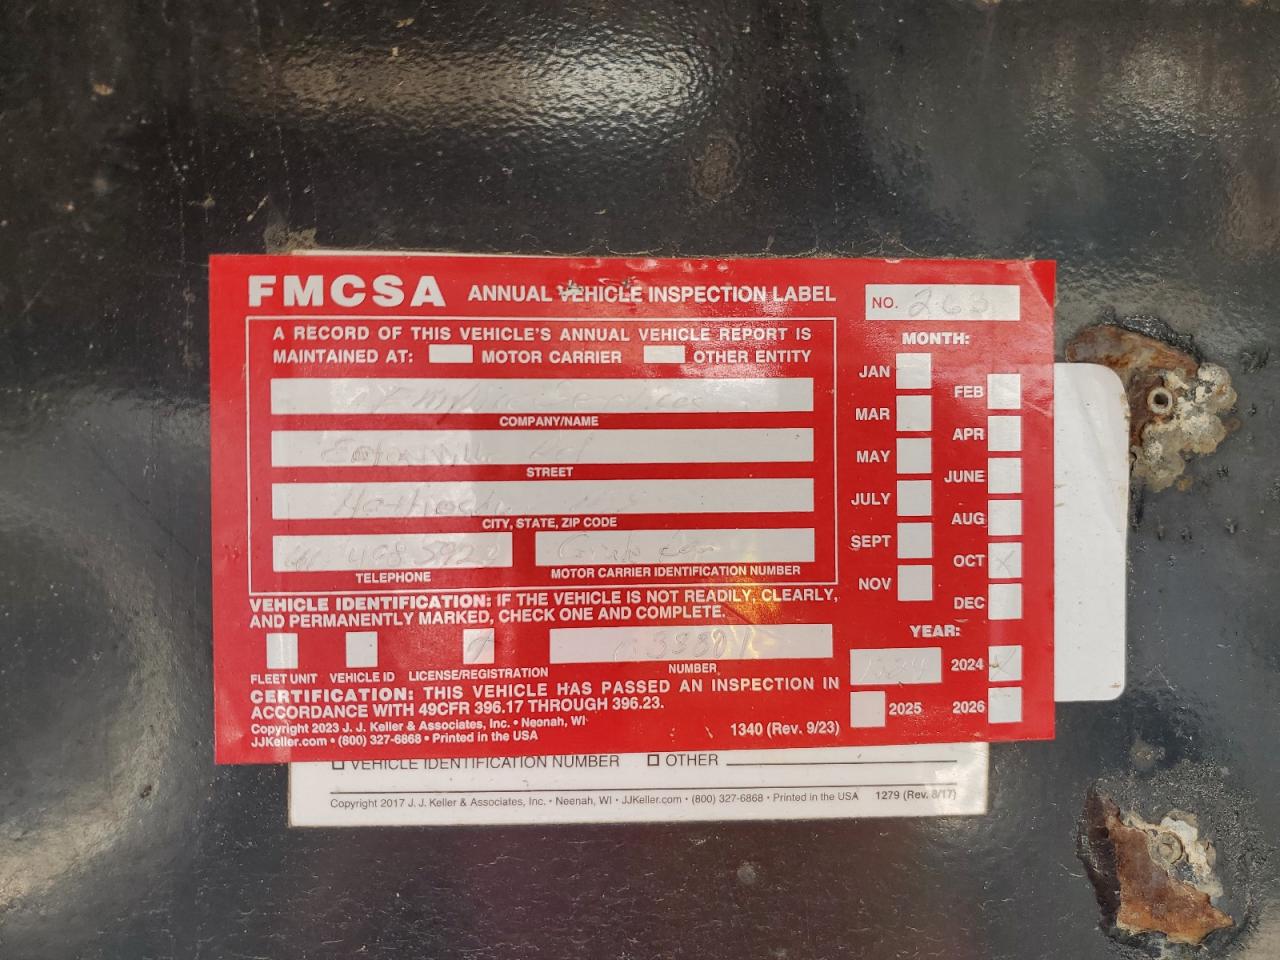 FMCSA ANNUAL VEHICLE INSPECTION LABEL
NO. 263
A RECORD OF THIS VEHICLE'S ANNUAL VEHICLE REPORT IS
MAINTAINED AT: MOTOR CARRIER OTHER ENTITY
Empire Services
COMPANY/NAME
Rd
STREET
CITY, STATE, ZIP CODE
TELEPHONE
MOTOR CARRIER IDENTIFICATION NUMBER
VEHICLE IDENTIFICATION: IF THE VEHICLE IS NOT READILY, CLEARLY,
AND PERMANENTLY MARKED, CHECK ONE AND COMPLETE.
FLEET UNIT VEHICLE ID LICENSE/REGISTRATION NUMBER
CERTIFICATION: THIS VEHICLE HAS PASSED AN INSPECTION IN
ACCORDANCE WITH 49CFR 396.17 THROUGH 396.23.
Copyright 2023 J. J. Keller & Associates, Inc. • Neenah, WI
JJKeller.com • (800) 327-6868 • Printed in the USA
1340 (Rev. 9/23)
MONTH:
JAN
FEB
MAR
APR
MAY
JUNE
JULY
AUG
SEPT
OCT X
NOV
DEC
YEAR:
2024 X
2025 2026
VEHICLE IDENTIFICATION NUMBER OTHER
Copyright 2017 J. J. Keller & Associates, Inc. • Neenah, WI • JJKeller.com • (800) 327-6868 • Printed in the USA 1279 (Rev. 8/17)